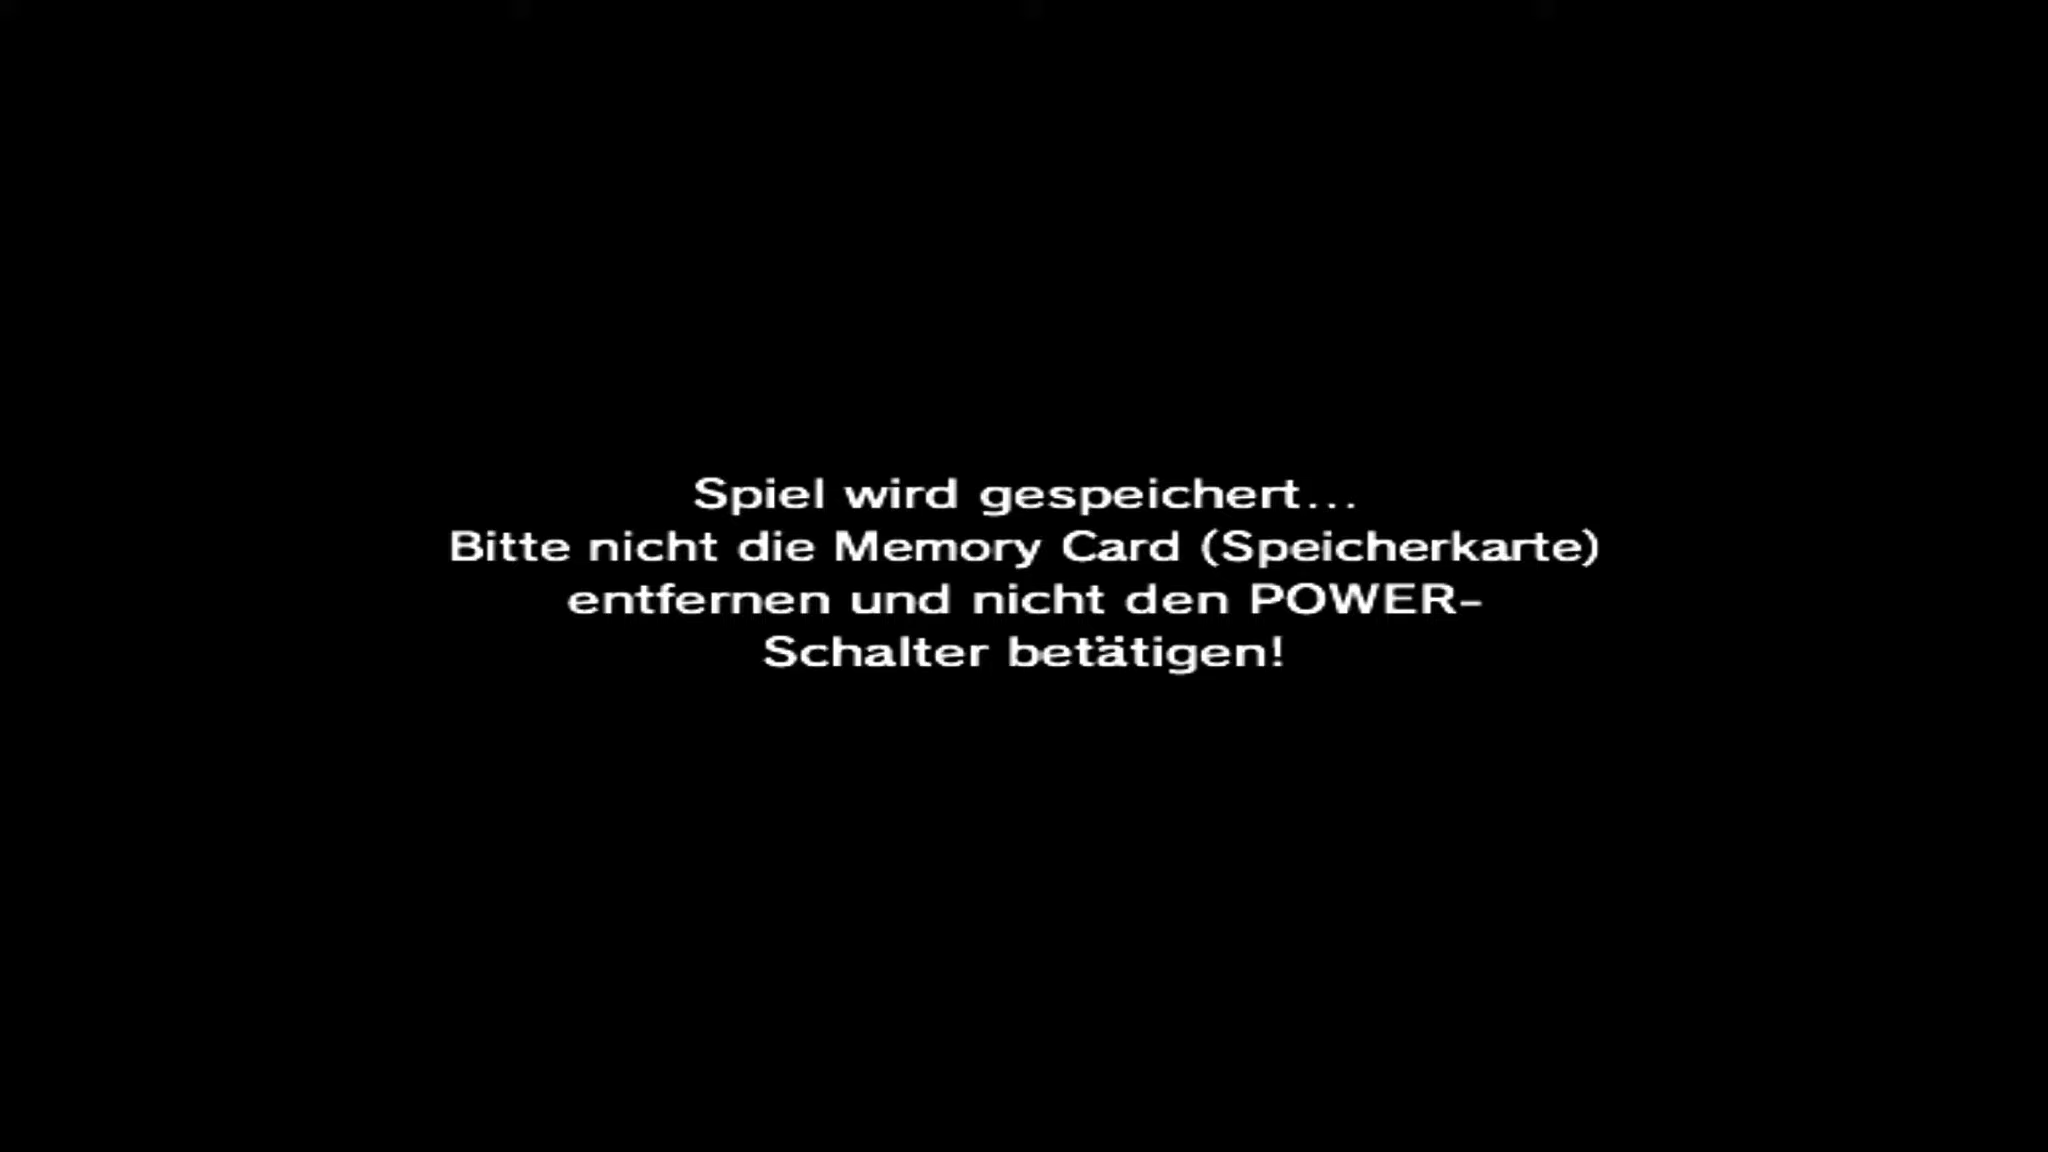 Spiel wird gespeichert...
Bitte nicht die Memory Card (Speicherkarte)
entfernen und nicht den POWER-
Schalter betätigen!